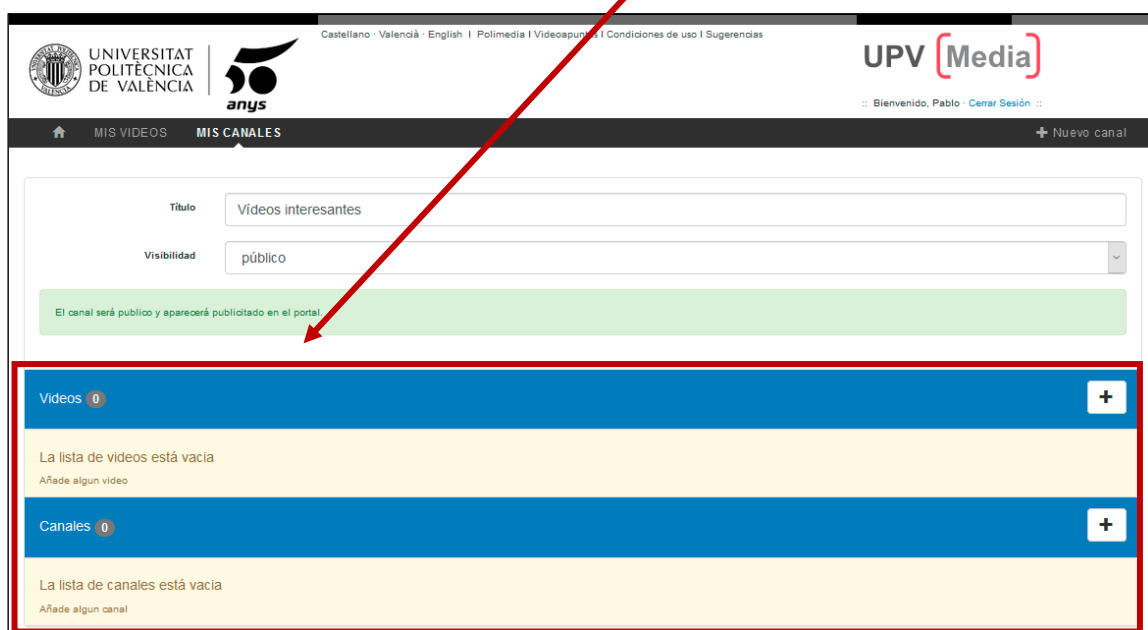 Castellano · Valencià · English I Polimedia I Videoapuntes I Condiciones de uso I Sugerencias
UNIVERSITAT
POLITÈCNICA
DE VALÈNCIA
50
anys
UPV [Media]
:: Bienvenido, Pablo · Cerrar Sesión ::
MIS VIDEOS MIS CANALES + Nuevo canal
Título Vídeos interesantes
Visibilidad público
El canal será publico y aparecerá publicitado en el portal.
Videos 0 +
La lista de videos está vacia
Añade algun video
Canales 0 +
La lista de canales está vacia
Añade algun canal